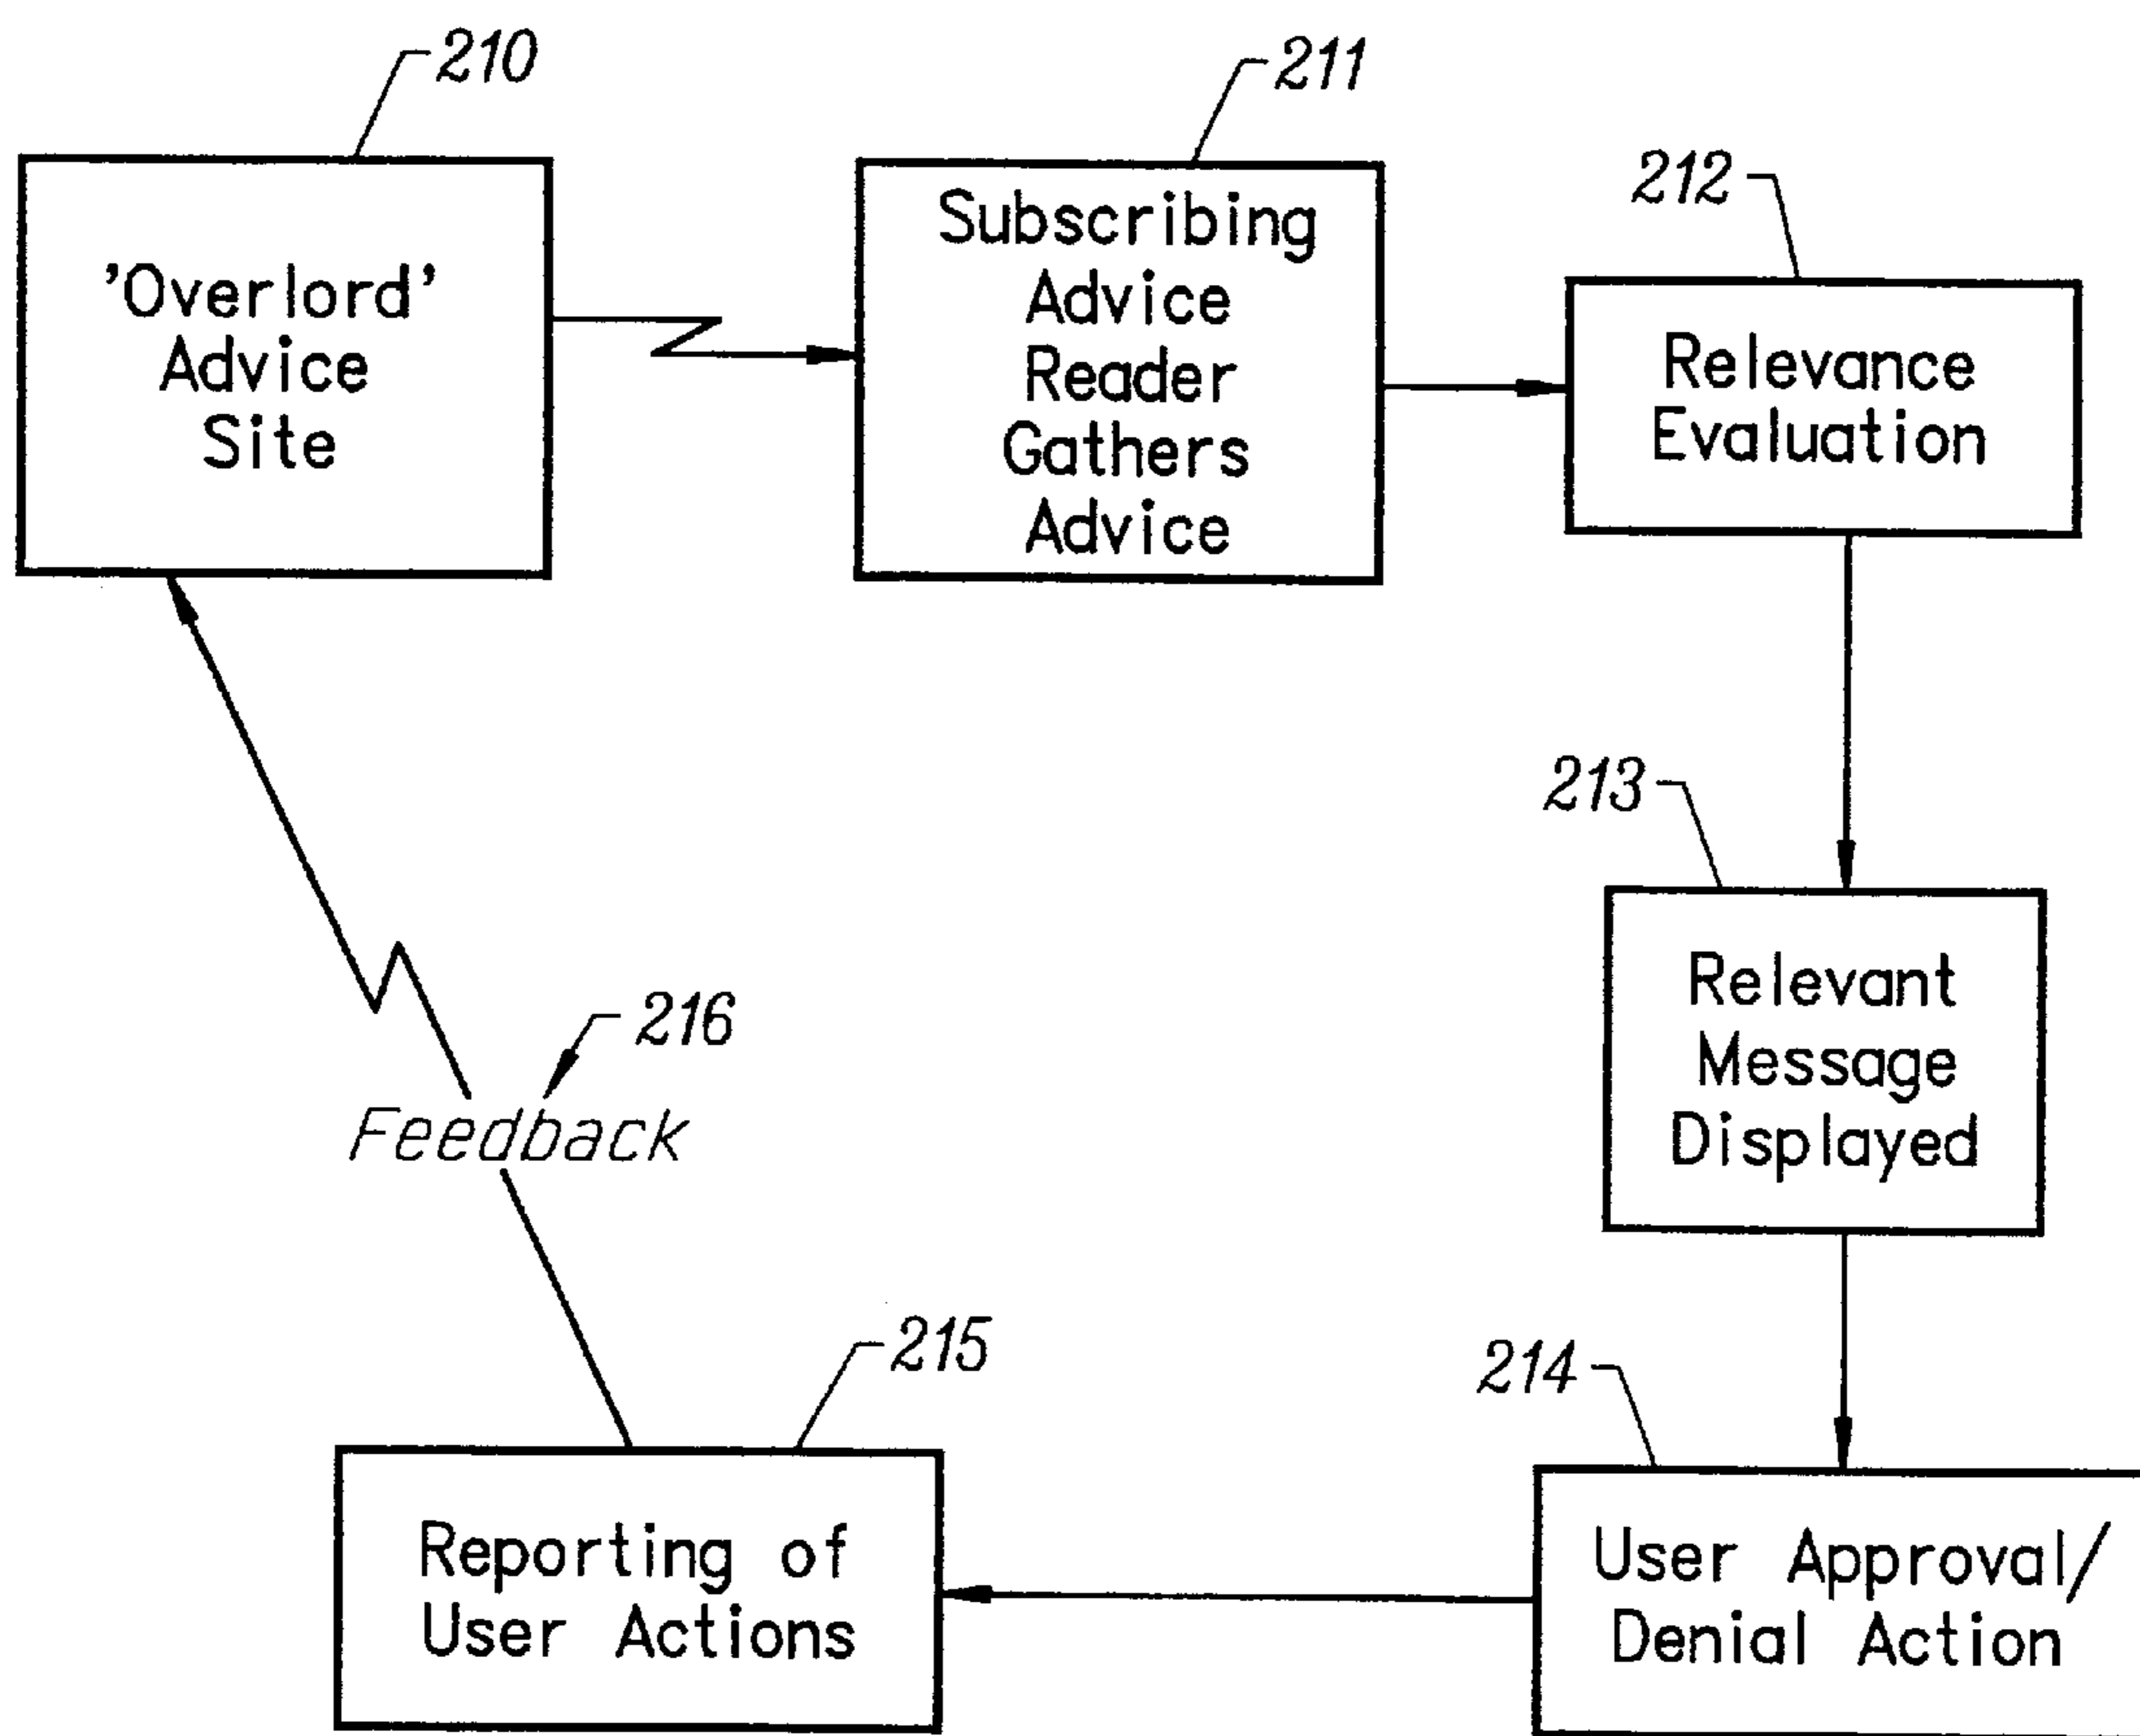 210
'Overlord'
Advice
Site
211
Subscribing
Advice
Reader
Gathers
Advice
212
Relevance
Evaluation
213
Relevant
Message
Displayed
214
User Approval/
Denial Action
215
Reporting of
User Actions
216
Feedback